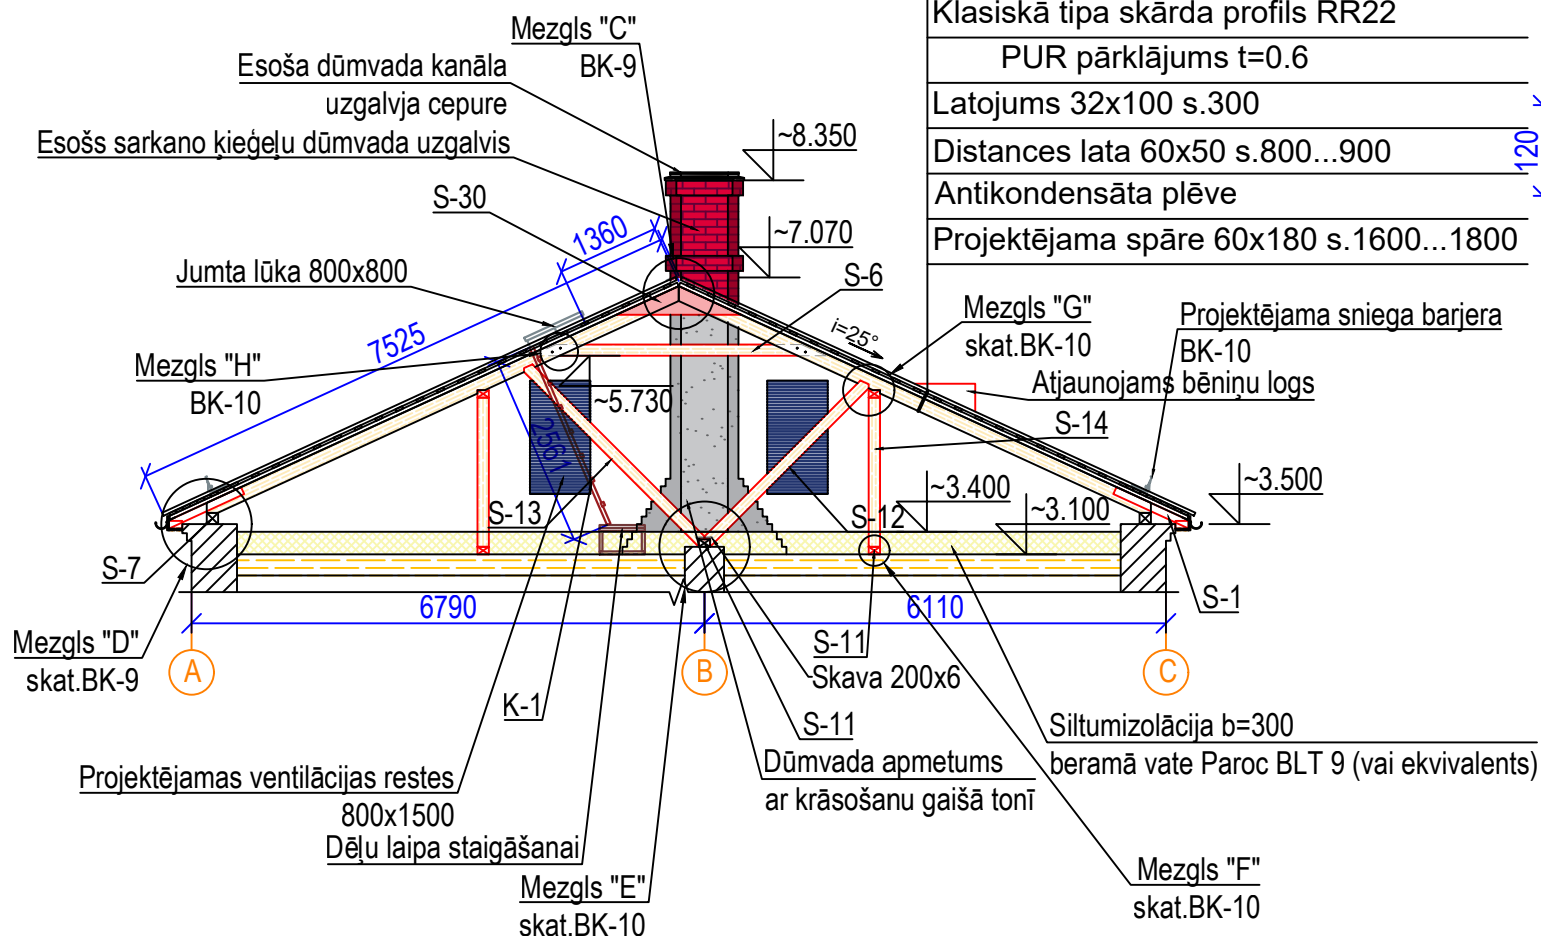 Klasiskā tipa skārda profils RR22
PUR pārklājums t=0.6
Latojums 32x100 s.300
Distances lata 60x50 s.800...900
Antikondensāta plēve
Projektējama spāre 60x180 s.1600...1800
120
Mezgls "C"
BK-9
Esoša dūmvada kanāla
uzgalvja cepure
Esošs sarkano ķieģeļu dūmvada uzgalvis
~8.350
S-30
1360
~7.070
Jumta lūka 800x800
S-6
7525
i=25°
Mezgls "G"
skat.BK-10
Projektējama sniega barjera
BK-10
Mezgls "H"
BK-10
Atjaunojams bēniņu logs
~5.730
2561
S-14
~3.400
~3.500
~3.100
S-13
S-12
S-7
S-1
6790
6110
Mezgls "D"
skat.BK-9
A
B
C
S-11
Skava 200x6
K-1
S-11
Siltumizolācija b=300
beramā vate Paroc BLT 9 (vai ekvivalents)
Projektējamas ventilācijas restes
800x1500
Dūmvada apmetums
ar krāsošanu gaišā tonī
Dēļu laipa staigāšanai
Mezgls "E"
skat.BK-10
Mezgls "F"
skat.BK-10